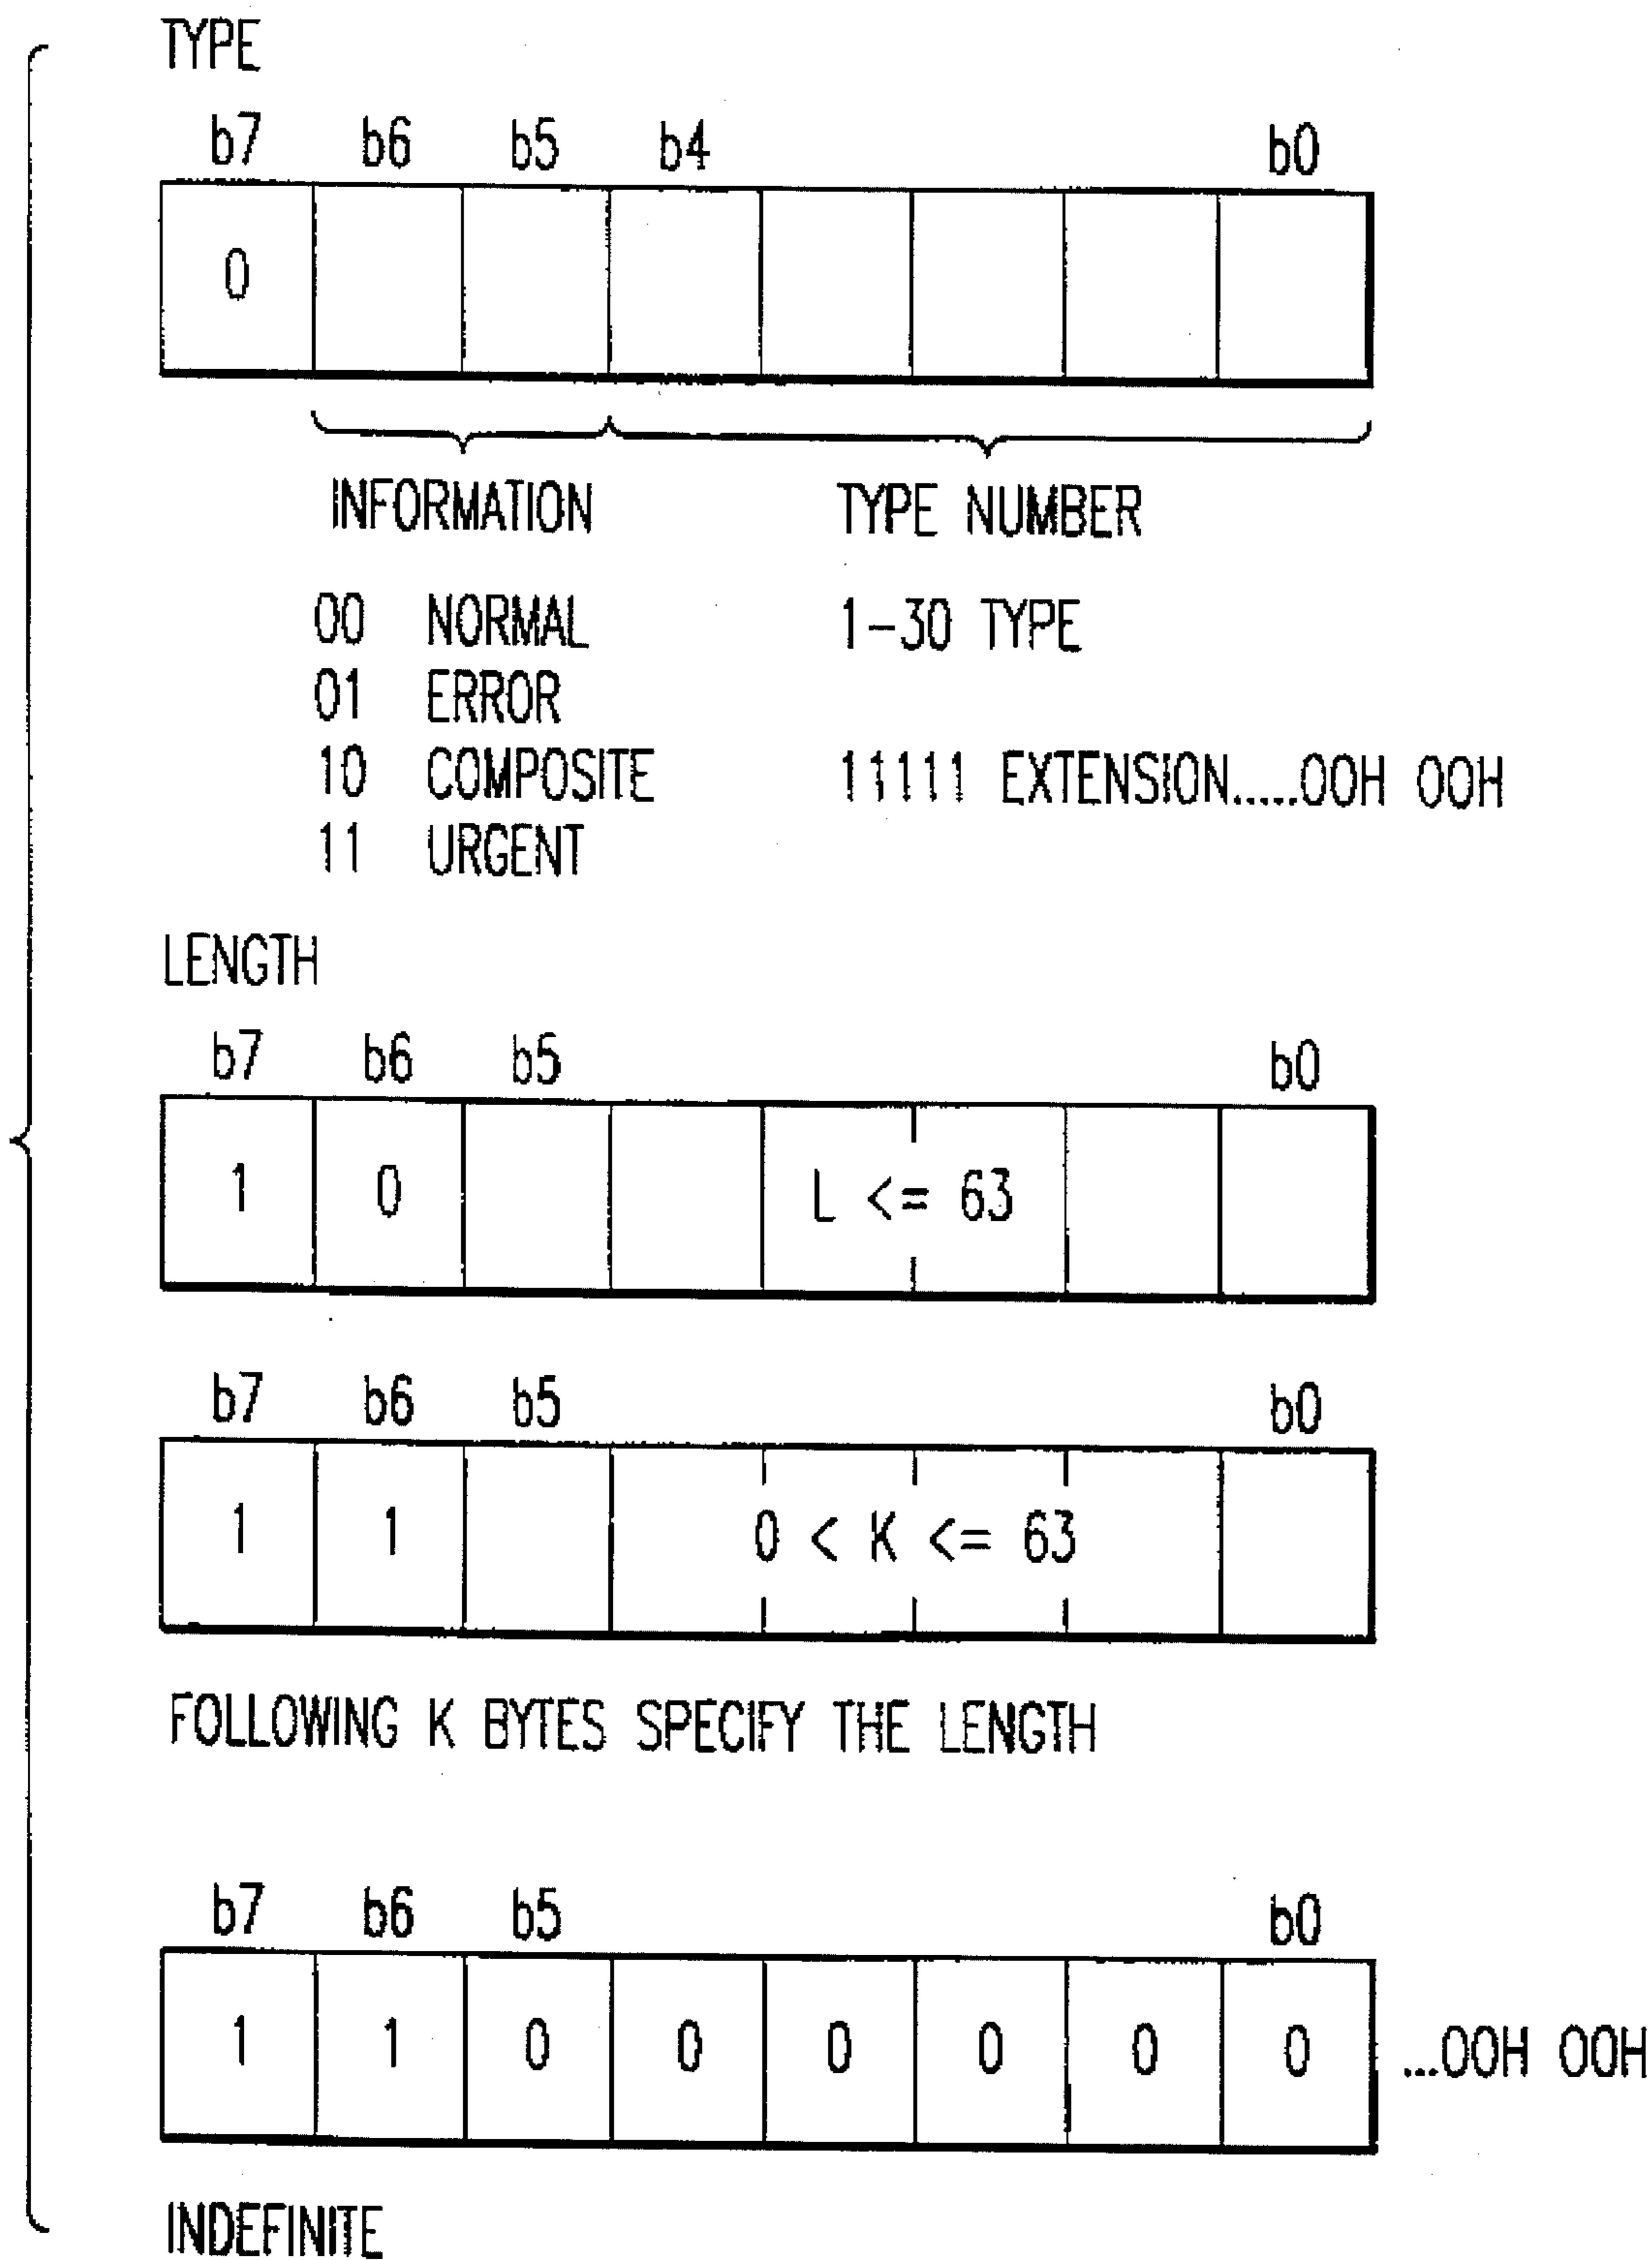 TYPE
b7 b6 b5 b4 b0
0
INFORMATION TYPE NUMBER
00 NORMAL 1-30 TYPE
01 ERROR
10 COMPOSITE 11111 EXTENSION.....00H 00H
11 URGENT
LENGTH
b7 b6 b5 b0
1 0 L <= 63
b7 b6 b5 b0
1 1 0 < K <= 63
FOLLOWING K BYTES SPECIFY THE LENGTH
b7 b6 b5 b0
1 1 0 0 0 0 0 0 ...00H 00H
INDEFINITE